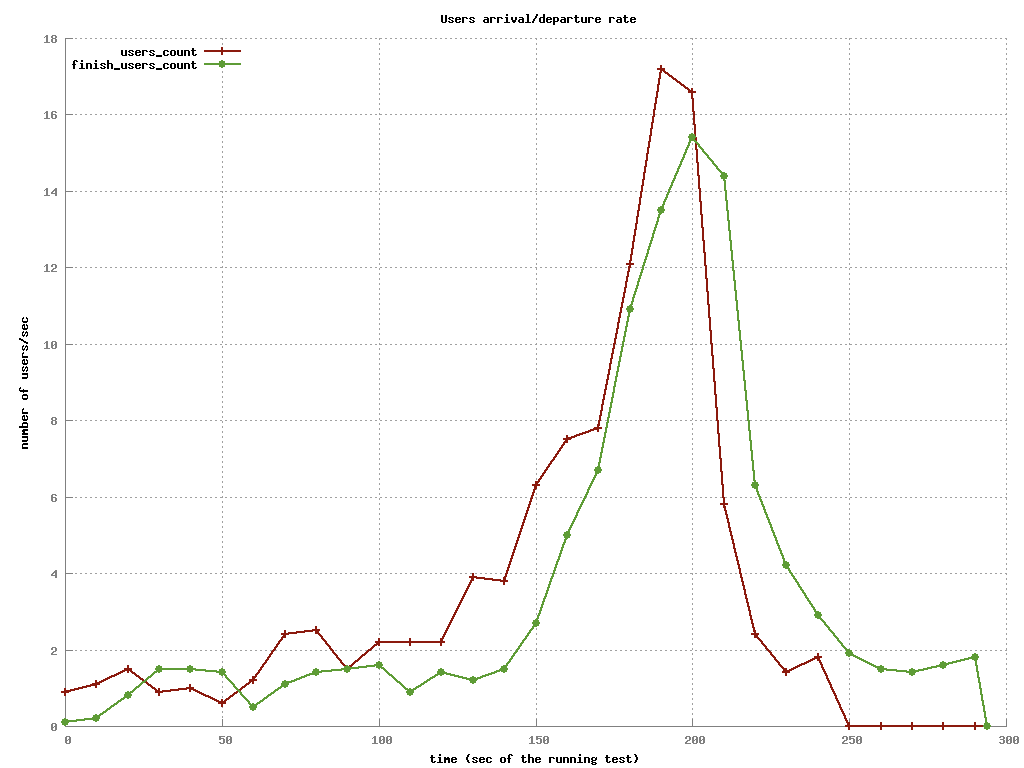 Users arrival/departure rate
18
users_count
finish_users_count
16
14
12
10
8
6
4
2
0
number of users/sec
0 50 100 150 200 250 300
time (sec of the running test)